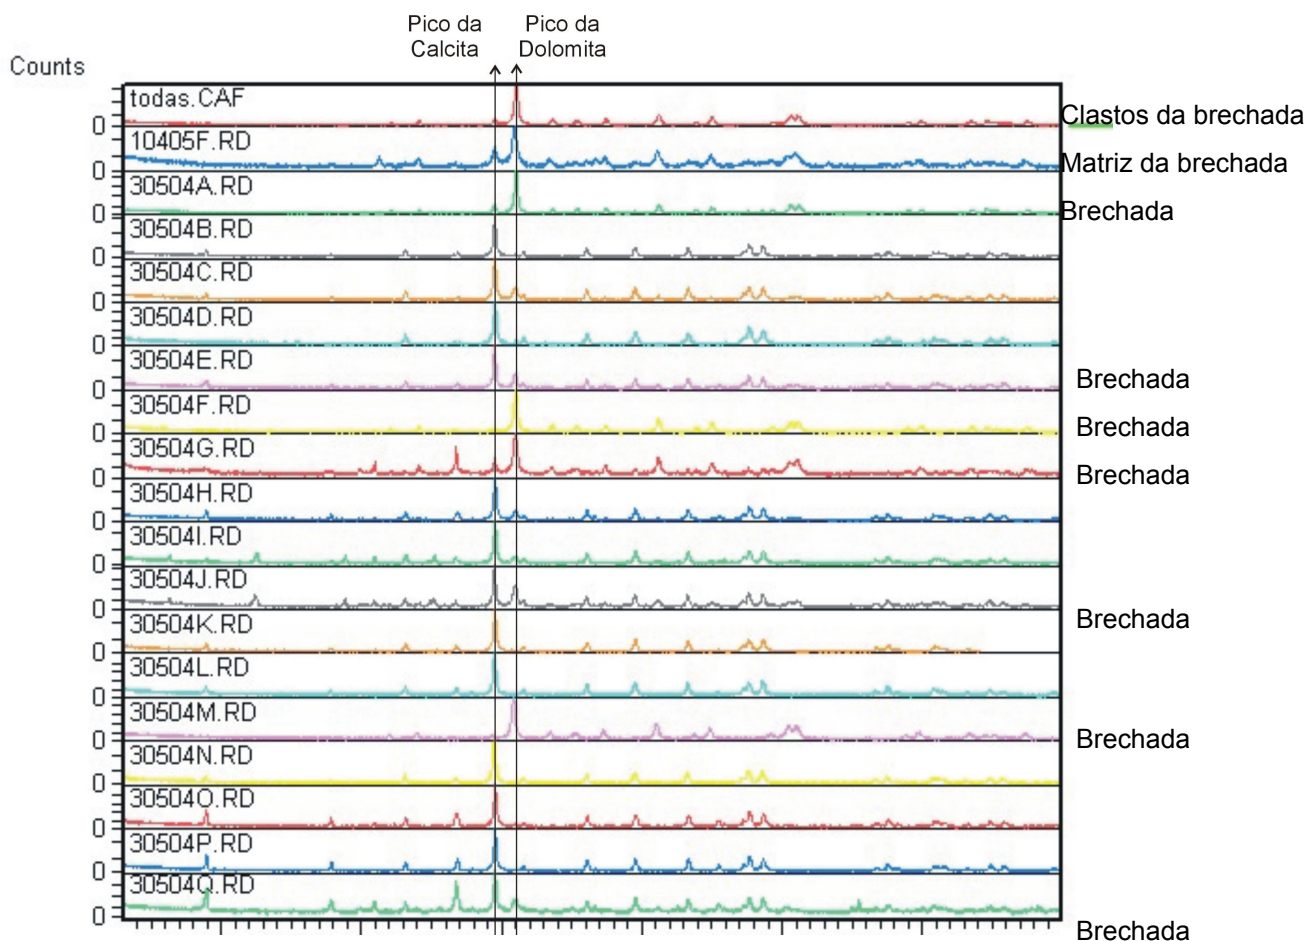 Pico da
Calcita
Pico da
Dolomita
Counts
todas.CAF
Clastos da brechada
0
10405F.RD
Matriz da brechada
0
30504A.RD
Brechada
0
30504B.RD
0
30504C.RD
0
30504D.RD
0
30504E.RD
Brechada
0
30504F.RD
Brechada
0
30504G.RD
Brechada
0
30504H.RD
0
30504I.RD
0
30504J.RD
Brechada
0
30504K.RD
0
30504L.RD
0
30504M.RD
Brechada
0
30504N.RD
0
30504O.RD
0
30504P.RD
0
30504Q.RD
0
Brechada